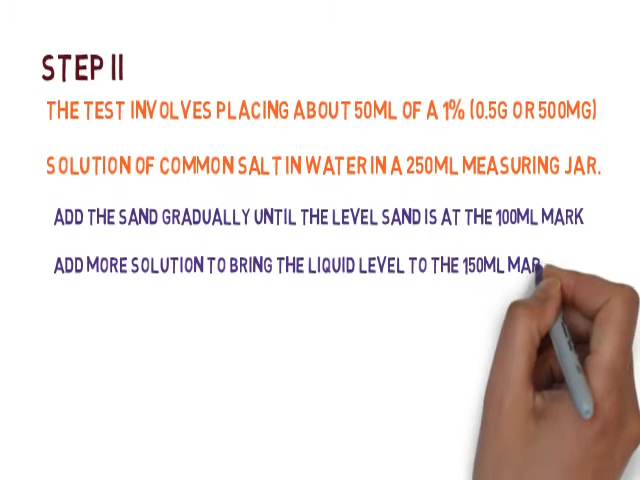 STEP II
THE TEST INVOLVES PLACING ABOUT 50ML OF A 1% (0.5G OR 500MG)
SOLUTION OF COMMON SALT IN WATER IN A 250ML MEASURING JAR.
ADD THE SAND GRADUALLY UNTIL THE LEVEL SAND IS AT THE 100ML MARK
ADD MORE SOLUTION TO BRING THE LIQUID LEVEL TO THE 150ML MAR